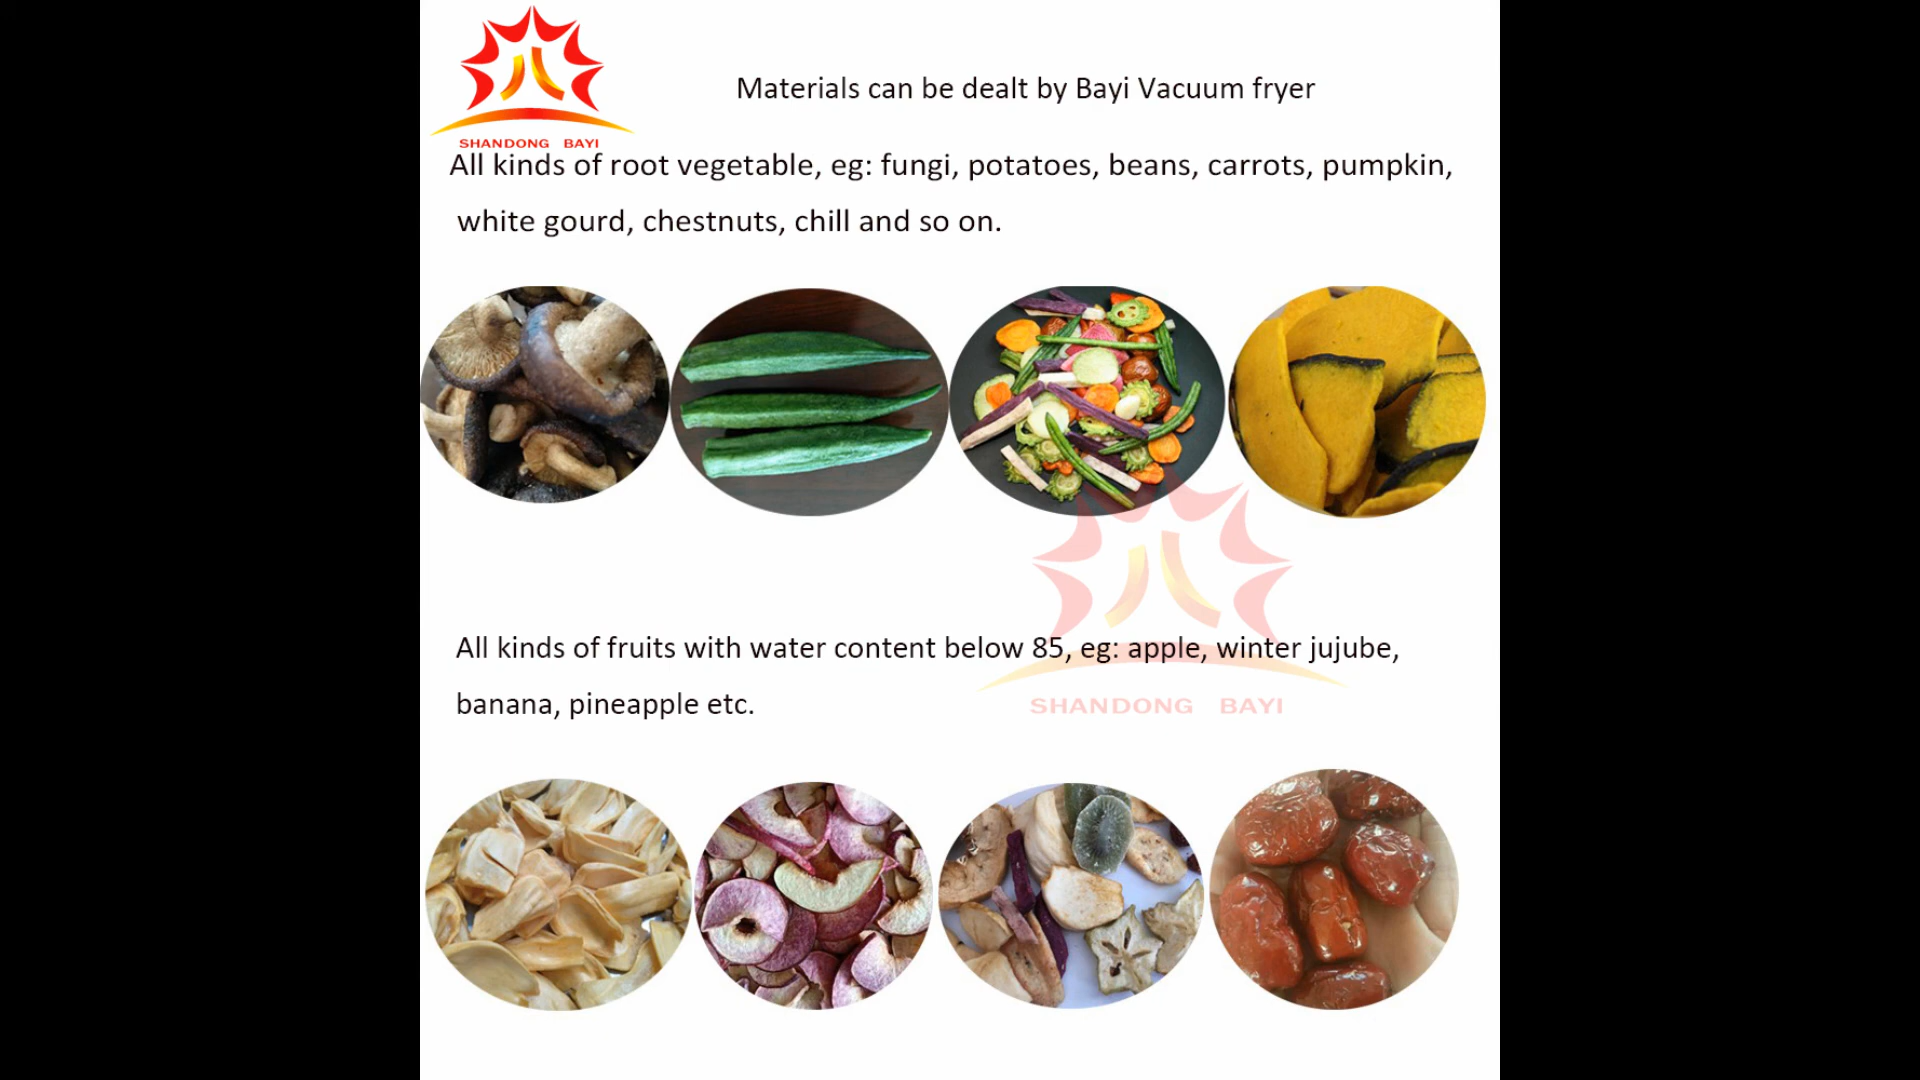 SHANDONG BAYI
Materials can be dealt by Bayi Vacuum fryer
All kinds of root vegetable, eg: fungi, potatoes, beans, carrots, pumpkin,
white gourd, chestnuts, chill and so on.
All kinds of fruits with water content below 85, eg: apple, winter jujube,
banana, pineapple etc.
SHANDONG BAYI